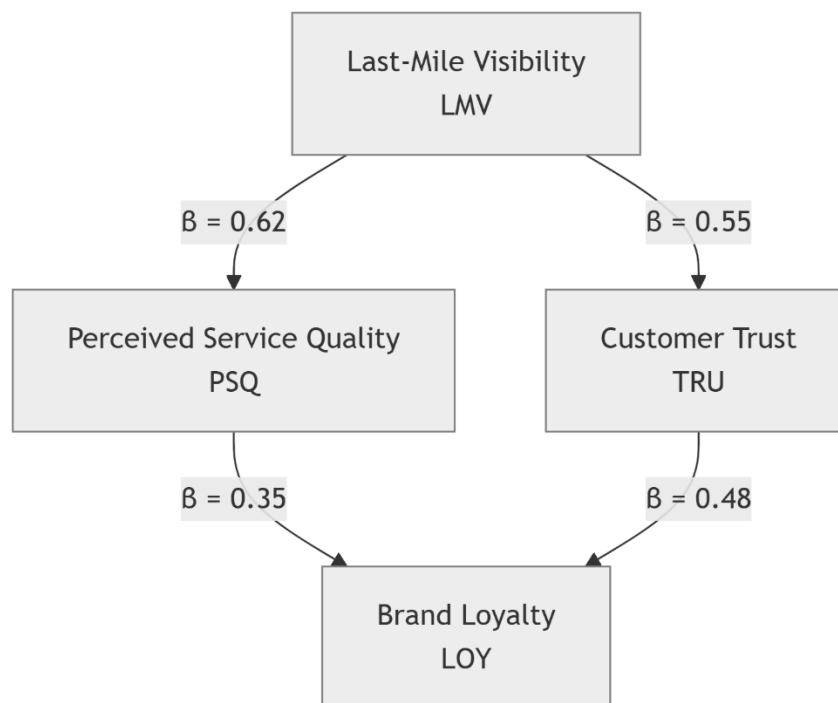 Last-Mile Visibility
LMV
β = 0.62
β = 0.55
Perceived Service Quality
PSQ
Customer Trust
TRU
β = 0.35
β = 0.48
Brand Loyalty
LOY